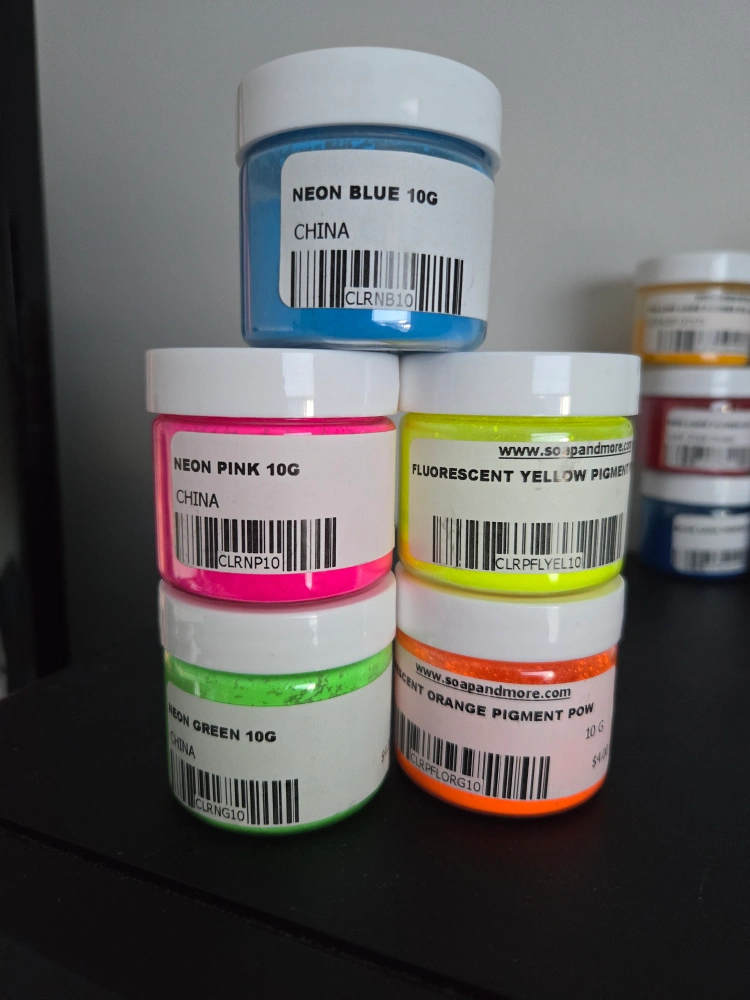 NEON BLUE 10G
CHINA
CLRNB10
NEON PINK 10G
CHINA
CLRNP10
www.soapandmore.co
FLUORESCENT YELLOW PIGMENT
CLRPFLYEL10
NEON GREEN 10G
CHINA
CLRNG10
www.soapandmore.com
ESCENT ORANGE PIGMENT POW
10 G
CLRPFLORG10